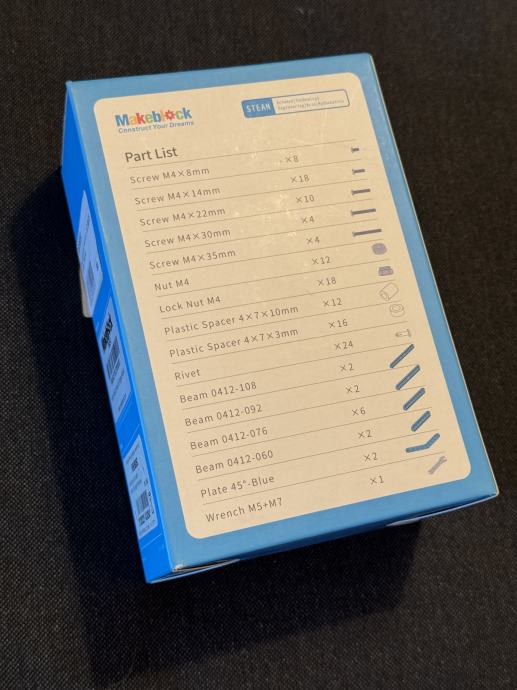 Makeblock
Construct Your Dreams
STEAM
Part List
Screw M4×8mm ×8
Screw M4×14mm ×18
Screw M4×22mm ×10
Screw M4×30mm ×4
Screw M4×35mm ×4
Nut M4 ×12
Lock Nut M4 ×18
Plastic Spacer 4×7×10mm ×12
Plastic Spacer 4×7×3mm ×16
Rivet ×24
Beam 0412-108 ×2
Beam 0412-092 ×2
Beam 0412-076 ×6
Beam 0412-060 ×2
Plate 45°-Blue ×2
Wrench M5+M7 ×1